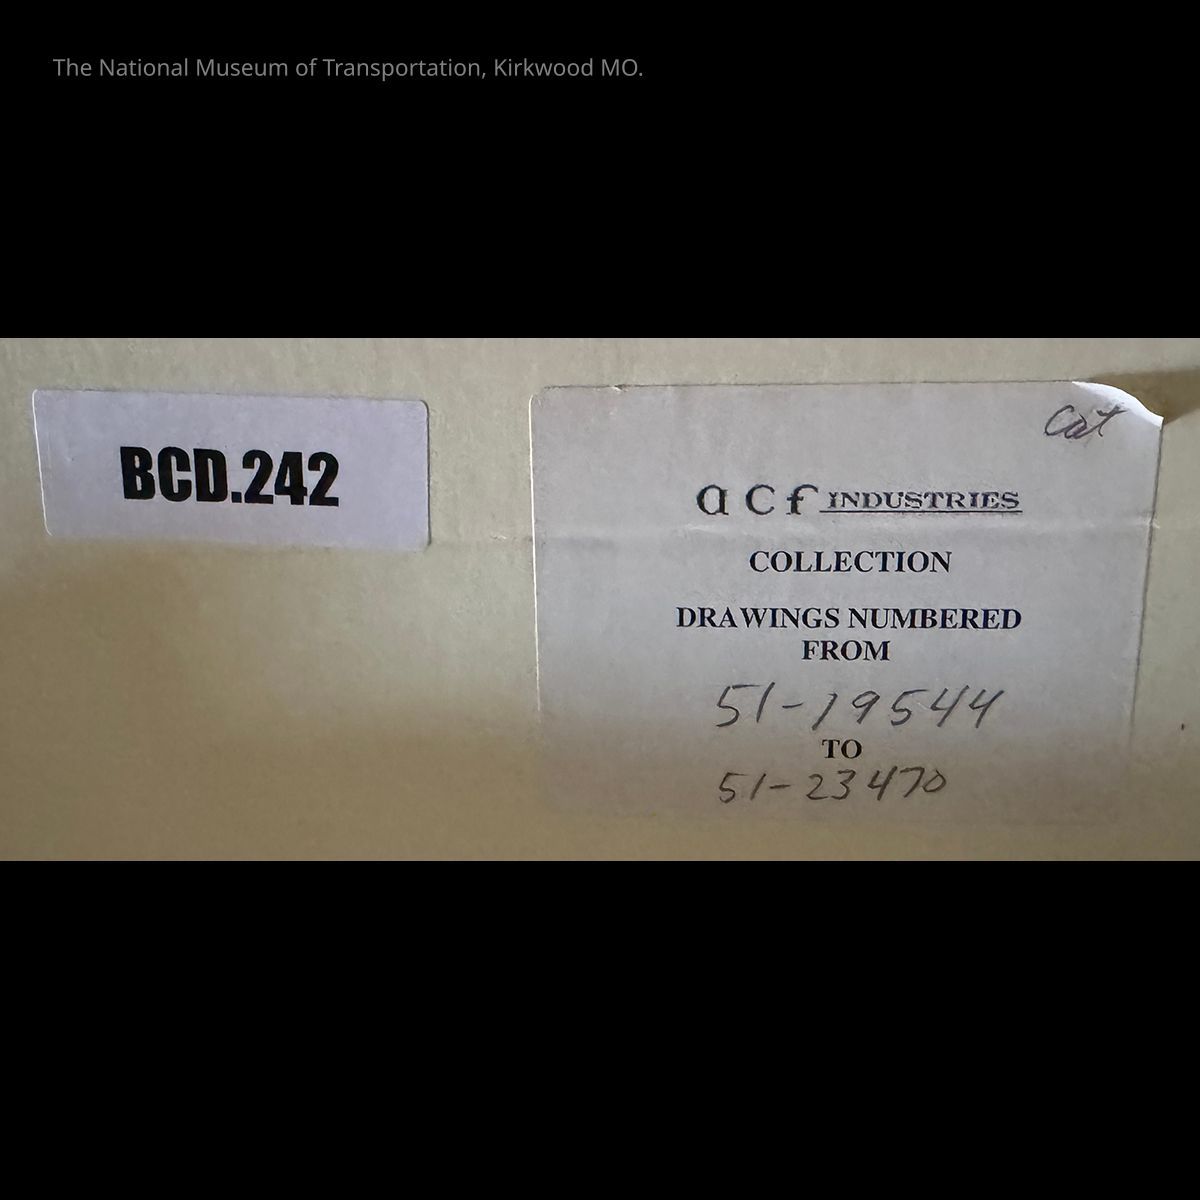 The National Museum of Transportation, Kirkwood MO.
BCD.242
Cat
acf INDUSTRIES
COLLECTION
DRAWINGS NUMBERED
FROM
51-19544
TO
51-23470